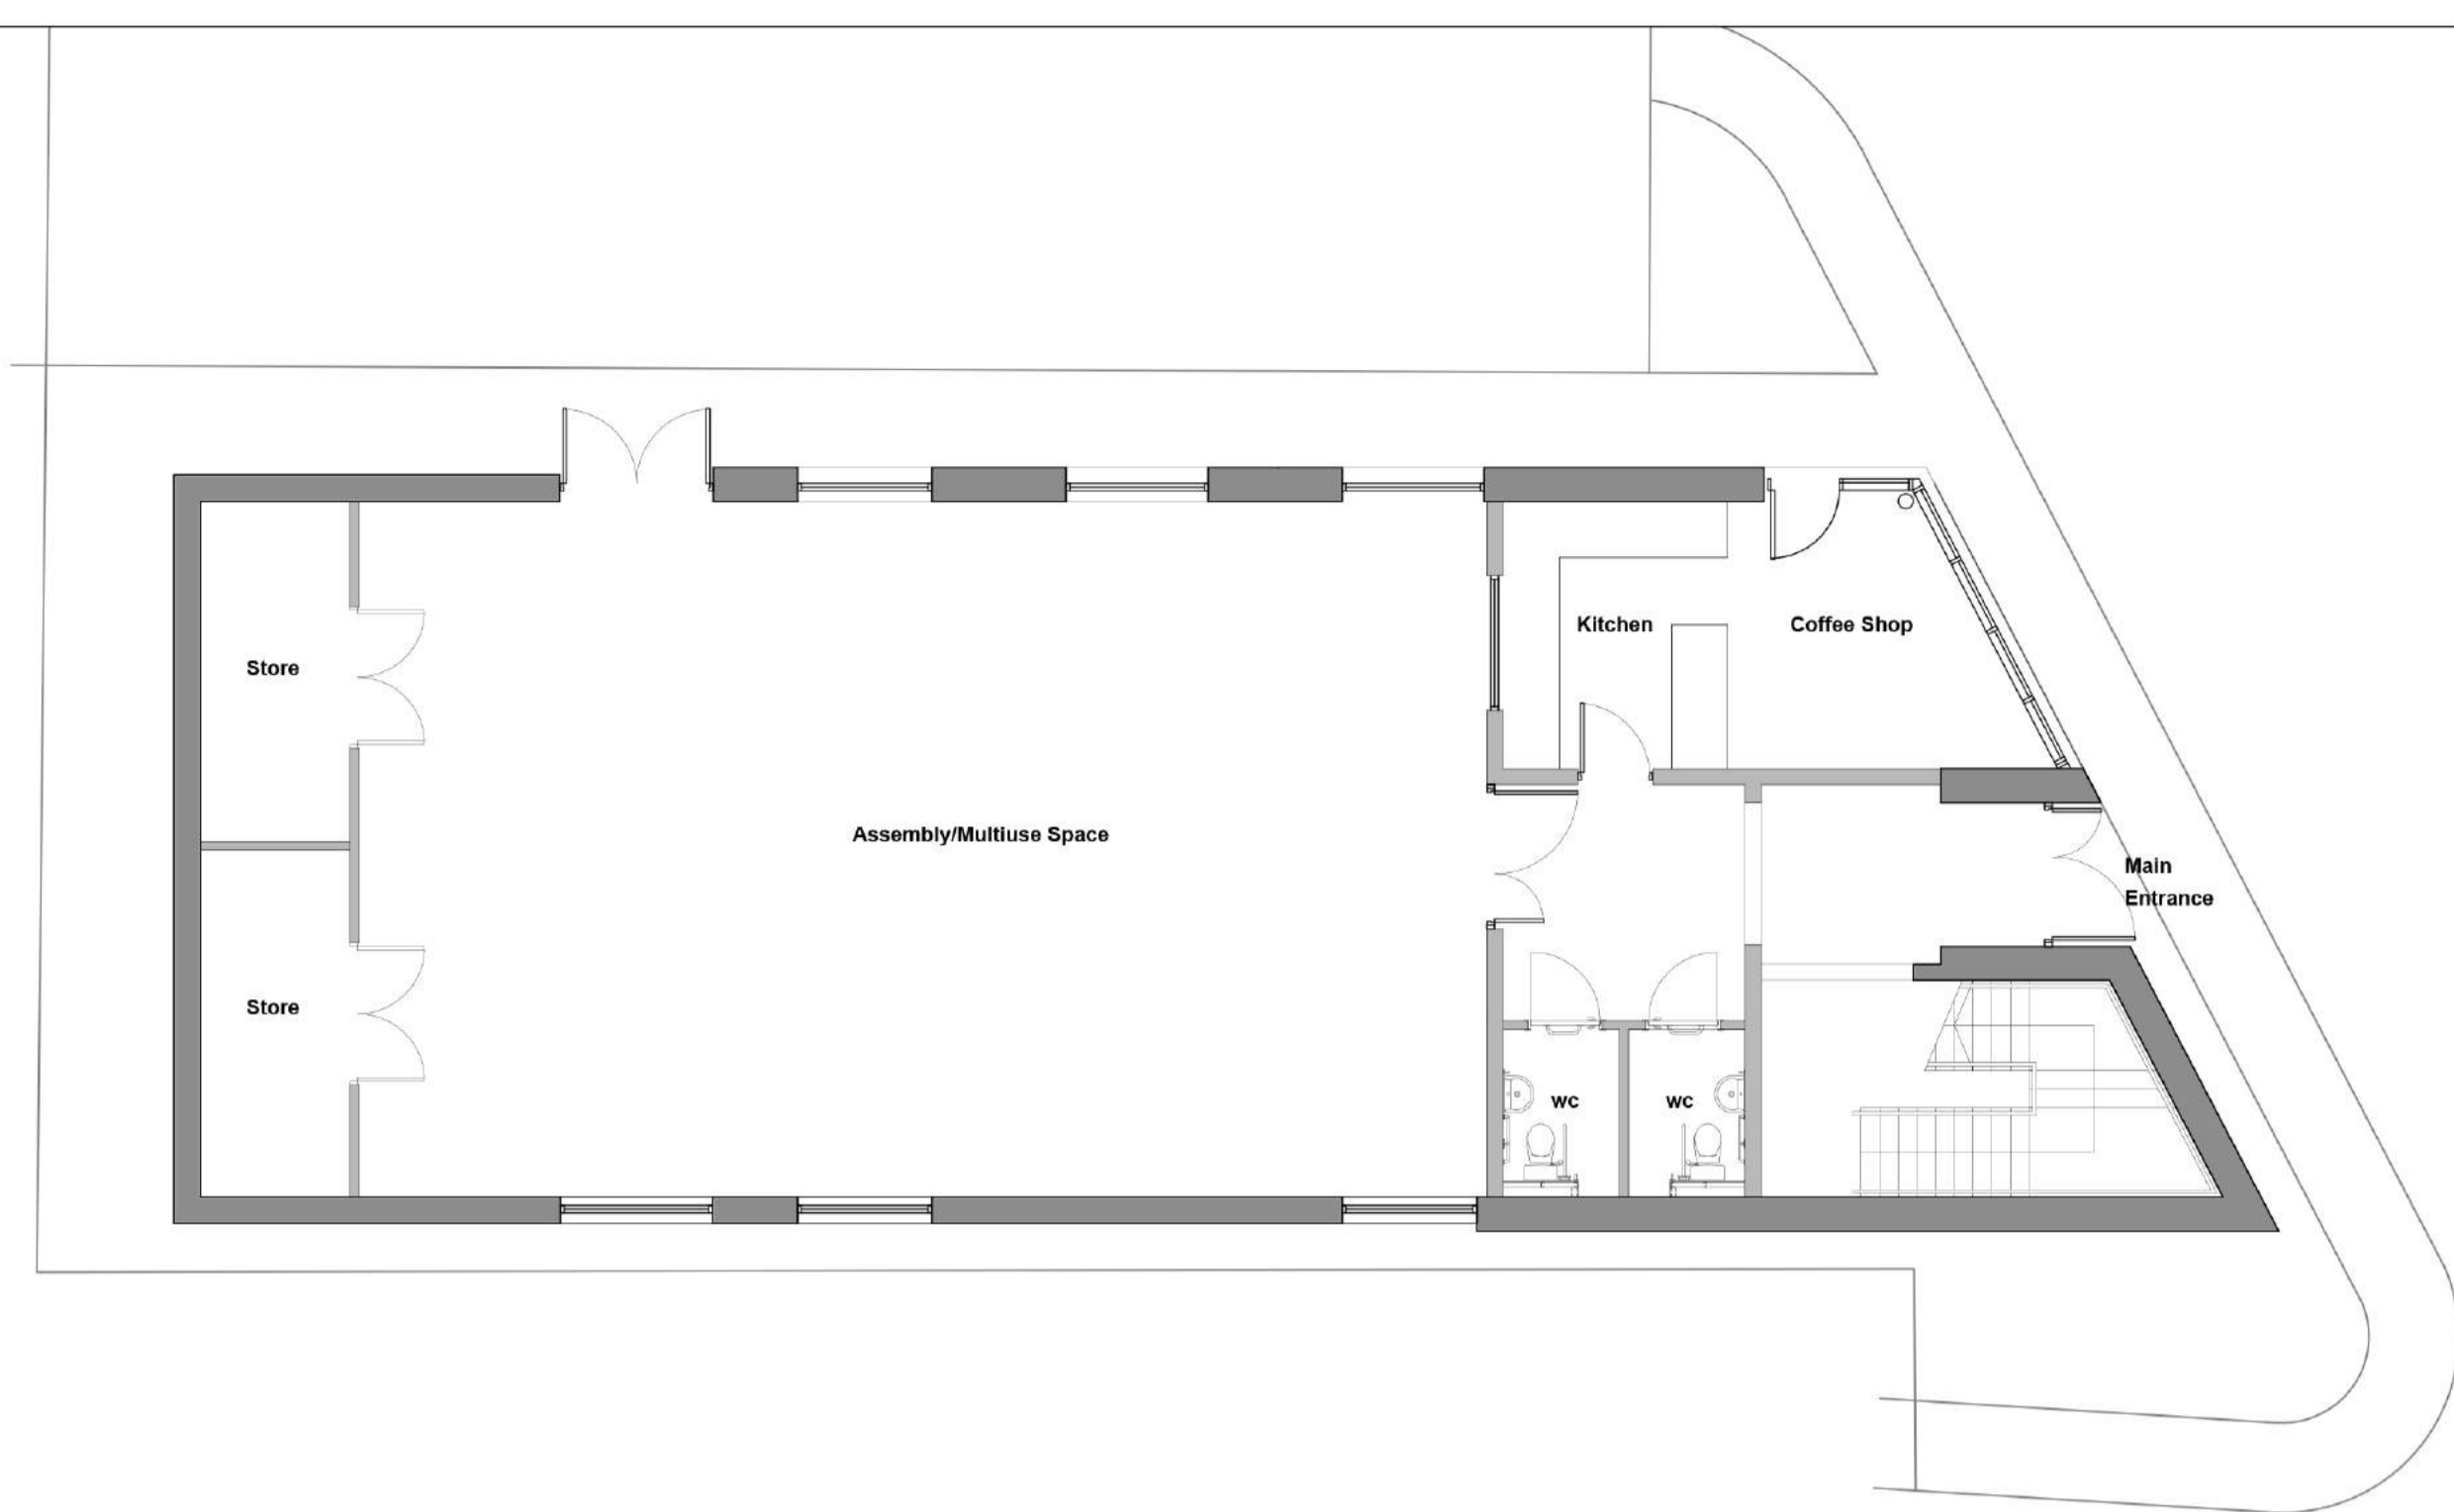 Kitchen
Coffee Shop
Store
Assembly/Multiuse Space
Main
Entrance
Store
wc
wc